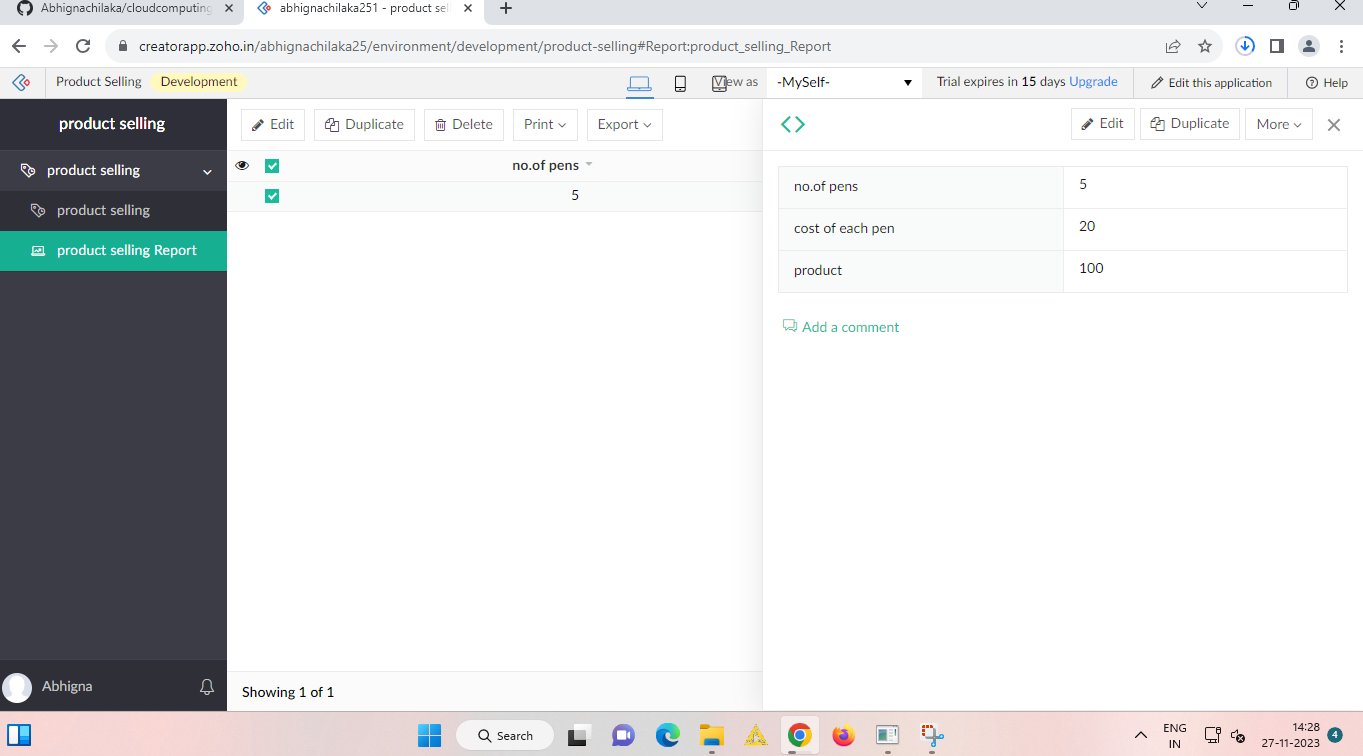 Abhignachilaka/cloudcomputing
abhignachilaka251 - product sel
creatorapp.zoho.in/abhignachilaka25/environment/development/product-selling#Report:product_selling_Report
Product Selling Development View as -MySelf- Trial expires in 15 days Upgrade Edit this application Help
product selling
product selling
product selling
product selling Report
Abhigna
Edit Duplicate Delete Print Export
no.of pens
5
Showing 1 of 1
Edit Duplicate More
no.of pens 5
cost of each pen 20
product 100
Add a comment
Search
ENG
IN
14:28
27-11-2023
4